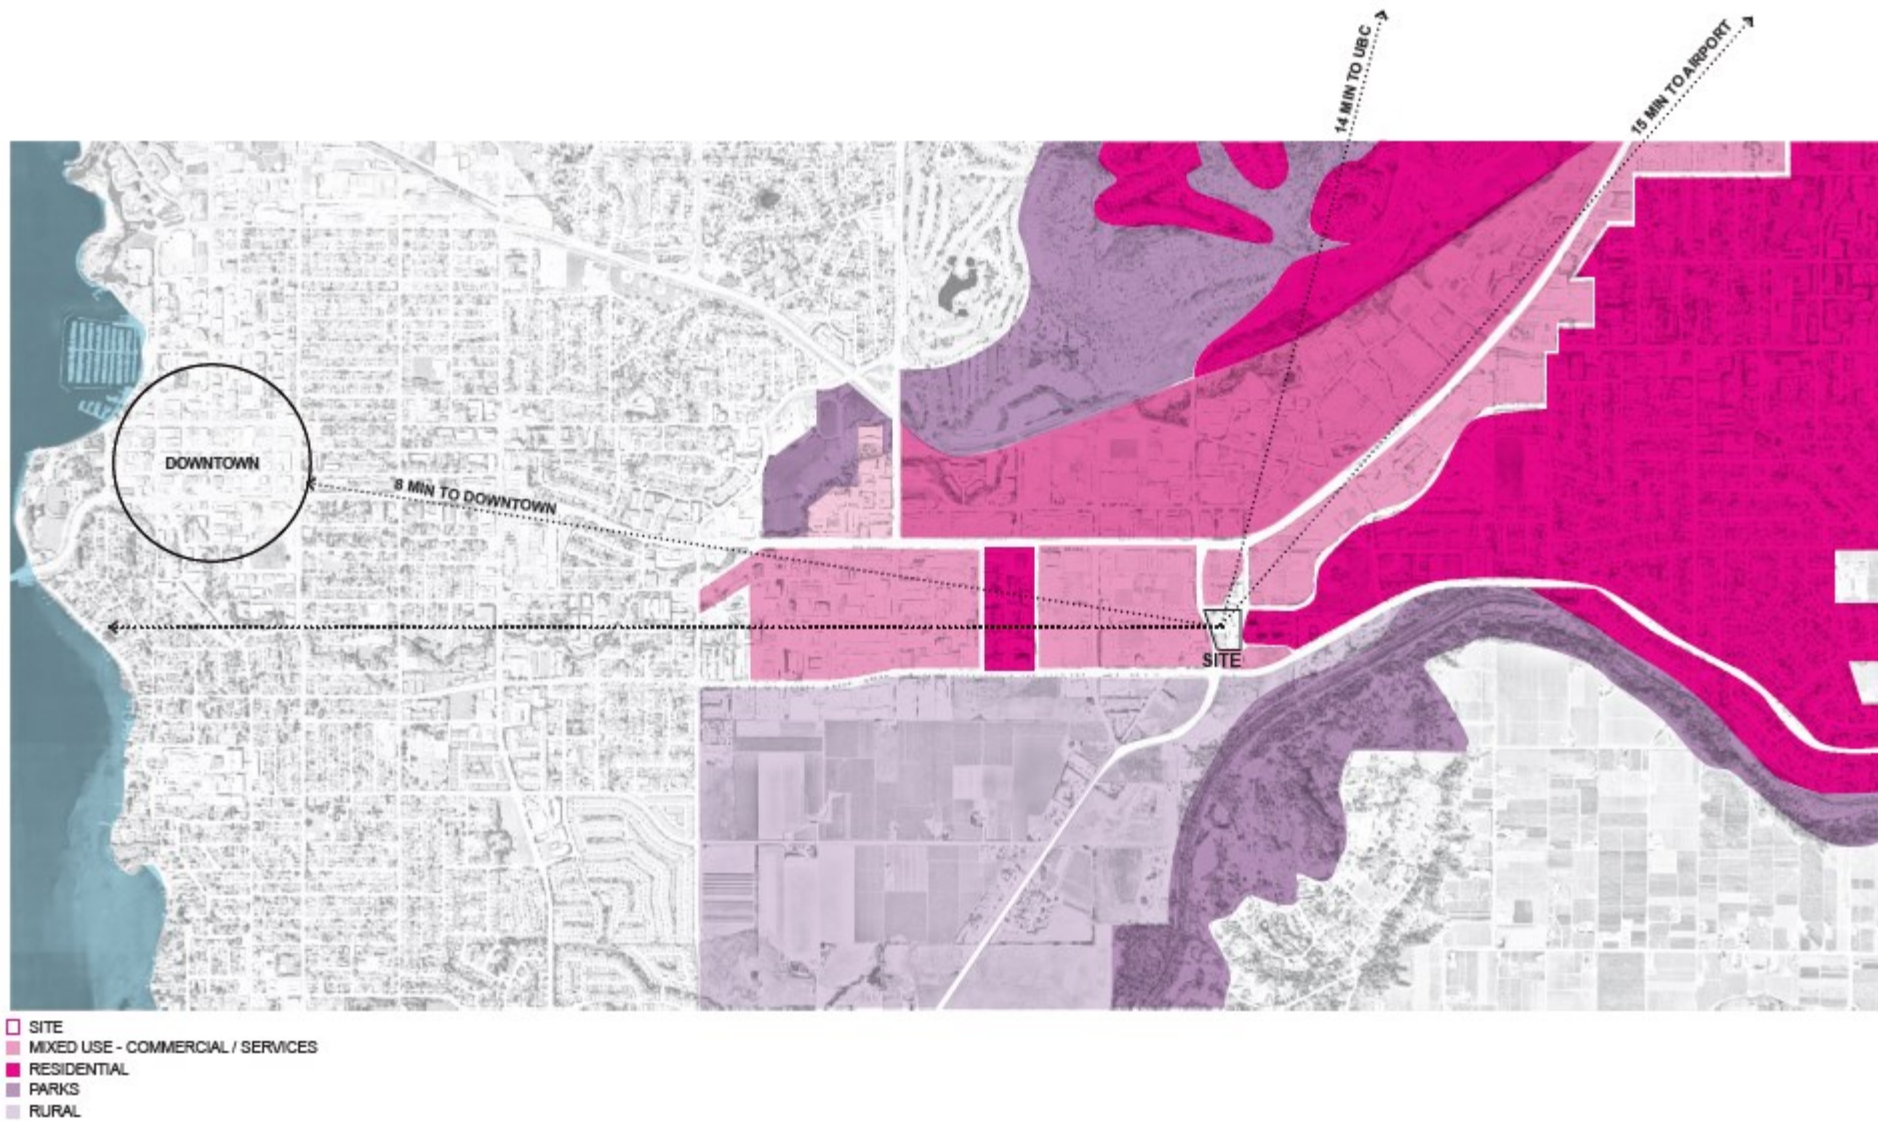 14 MIN TO UBC
15 MIN TO AIRPORT
DOWNTOWN
8 MIN TO DOWNTOWN
SITE
SITE
MIXED USE - COMMERCIAL / SERVICES
RESIDENTIAL
PARKS
RURAL